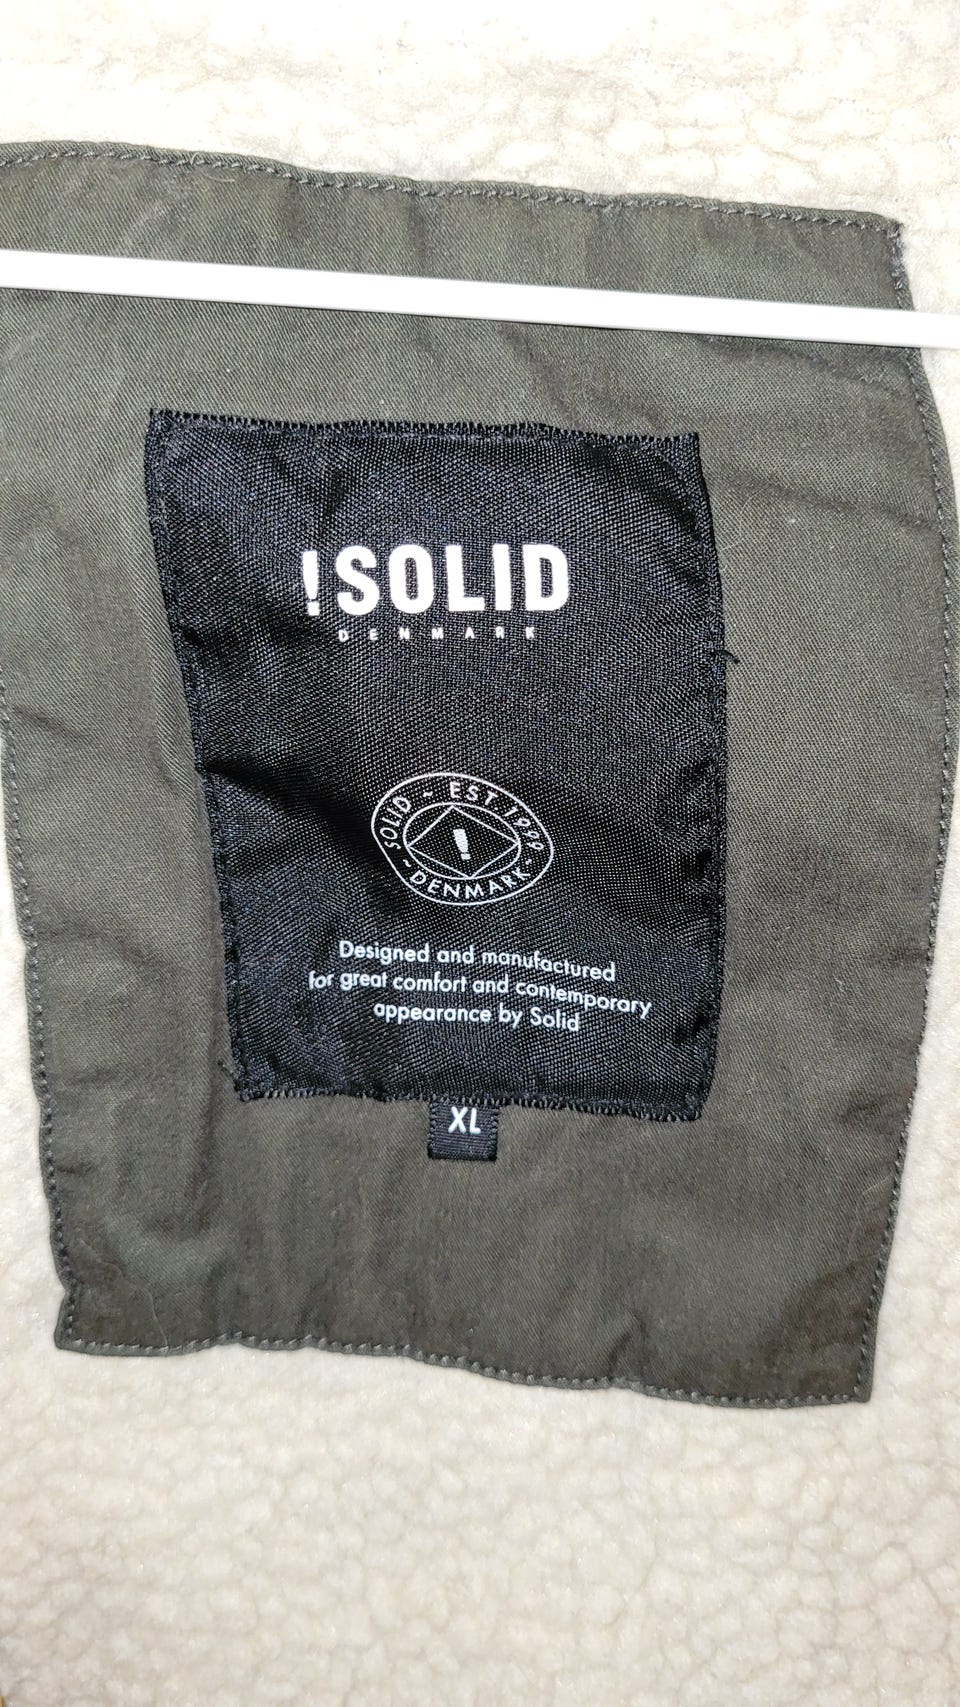 !SOLID
DENMARK
SOLID ~ EST. 1999 ~
DENMARK ~
!
Designed and manufactured
for great comfort and contemporary
appearance by Solid
XL